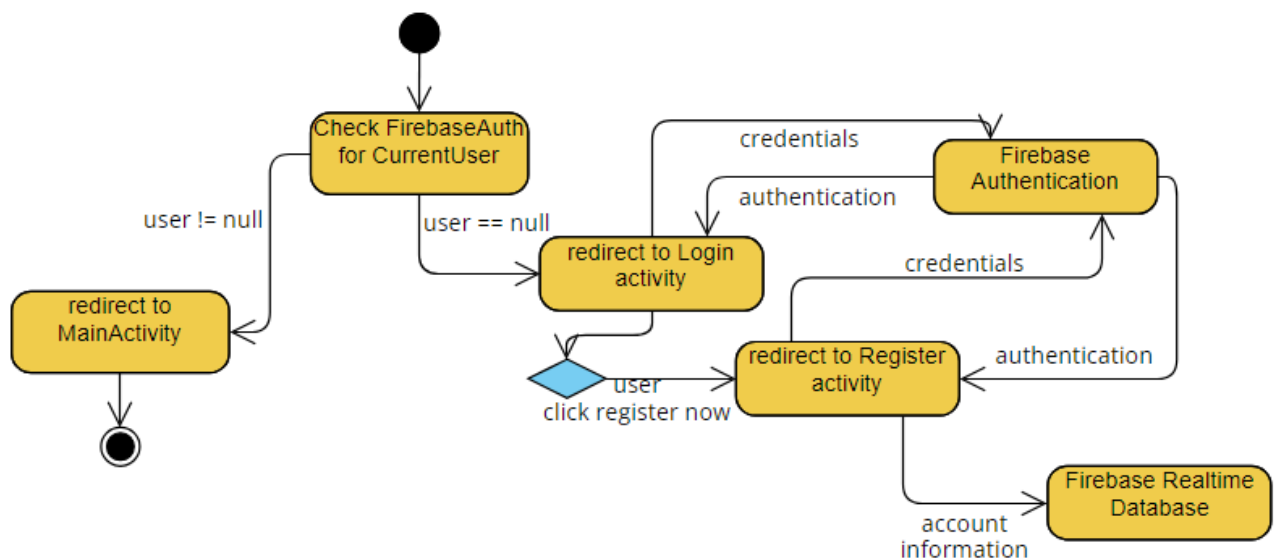 Check FirebaseAuth
for CurrentUser
credentials
Firebase
Authentication
authentication
user != null
user == null
redirect to Login
activity
credentials
redirect to
MainActivity
redirect to Register
activity
authentication
user
click register now
Firebase Realtime
Database
account
information